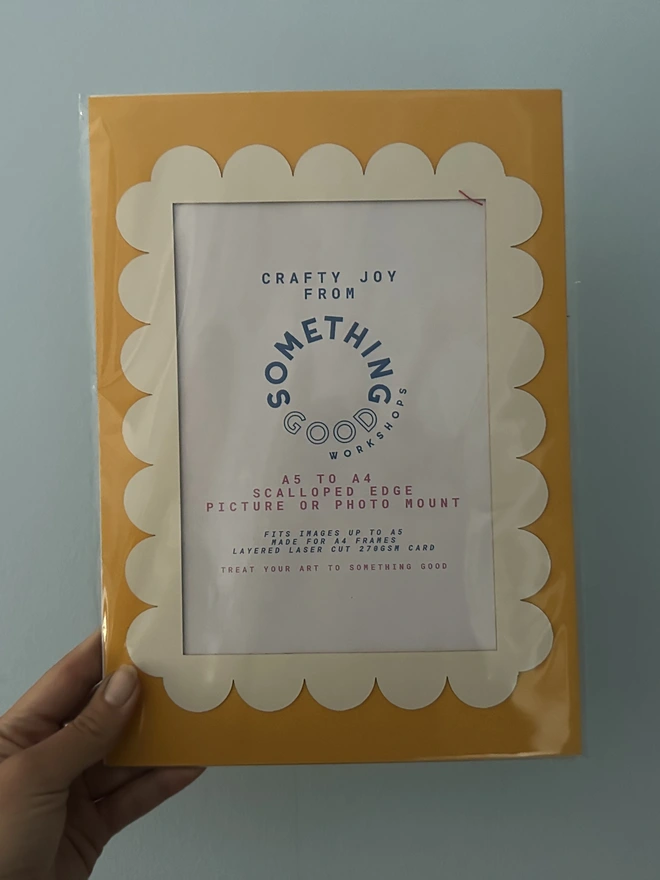 CRAFTY JOY
FROM
SOMETHING
GOOD
WORKSHOPS
A5 TO A4
SCALLOPED EDGE
PICTURE OR PHOTO MOUNT
FITS IMAGES UP TO A5
MADE FOR A4 FRAMES
LAYERED LASER CUT 270GSM CARD
TREAT YOUR ART TO SOMETHING GOOD